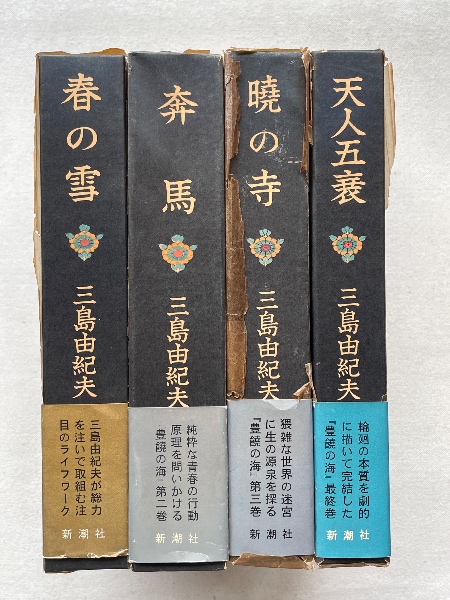 春の雪
三島由紀夫
三島由紀夫が総力
を注いで取組む注
目のライフワーク
新潮社
奔馬
三島由紀夫
純粋な青春の行動
原理を問いかける
『豊饒の海』第二巻
新潮社
曉の寺
三島由紀夫
猥雑な世界の迷宮
に生の源泉を探る
『豊饒の海』第三巻
新潮社
天人五衰
三島由紀夫
輪廻の本質を劇的
に描いて完結した
『豊饒の海』最終巻
新潮社